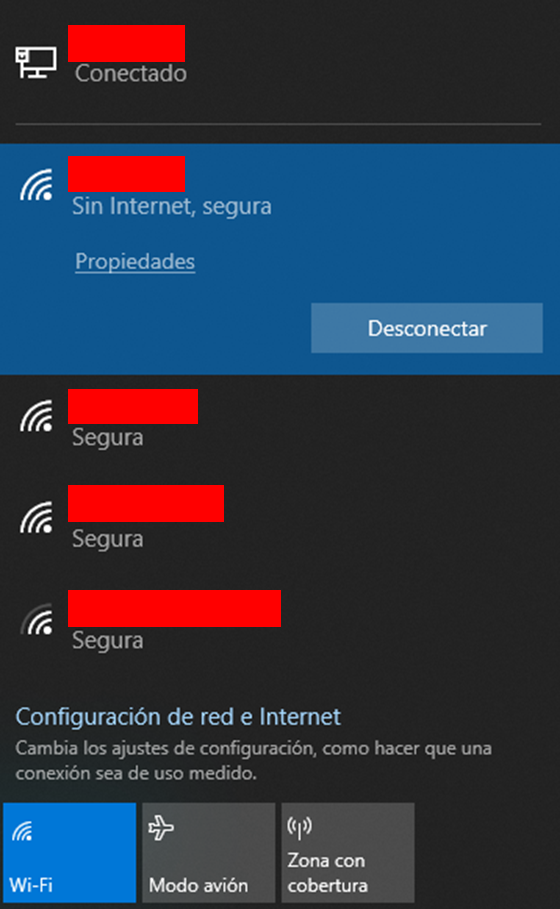 Conectado
Sin Internet, segura
Propiedades
Desconectar
Segura
Segura
Segura
Configuración de red e Internet
Cambia los ajustes de configuración, como hacer que una
conexión sea de uso medido.
Wi-Fi
Modo avión
Zona con
cobertura